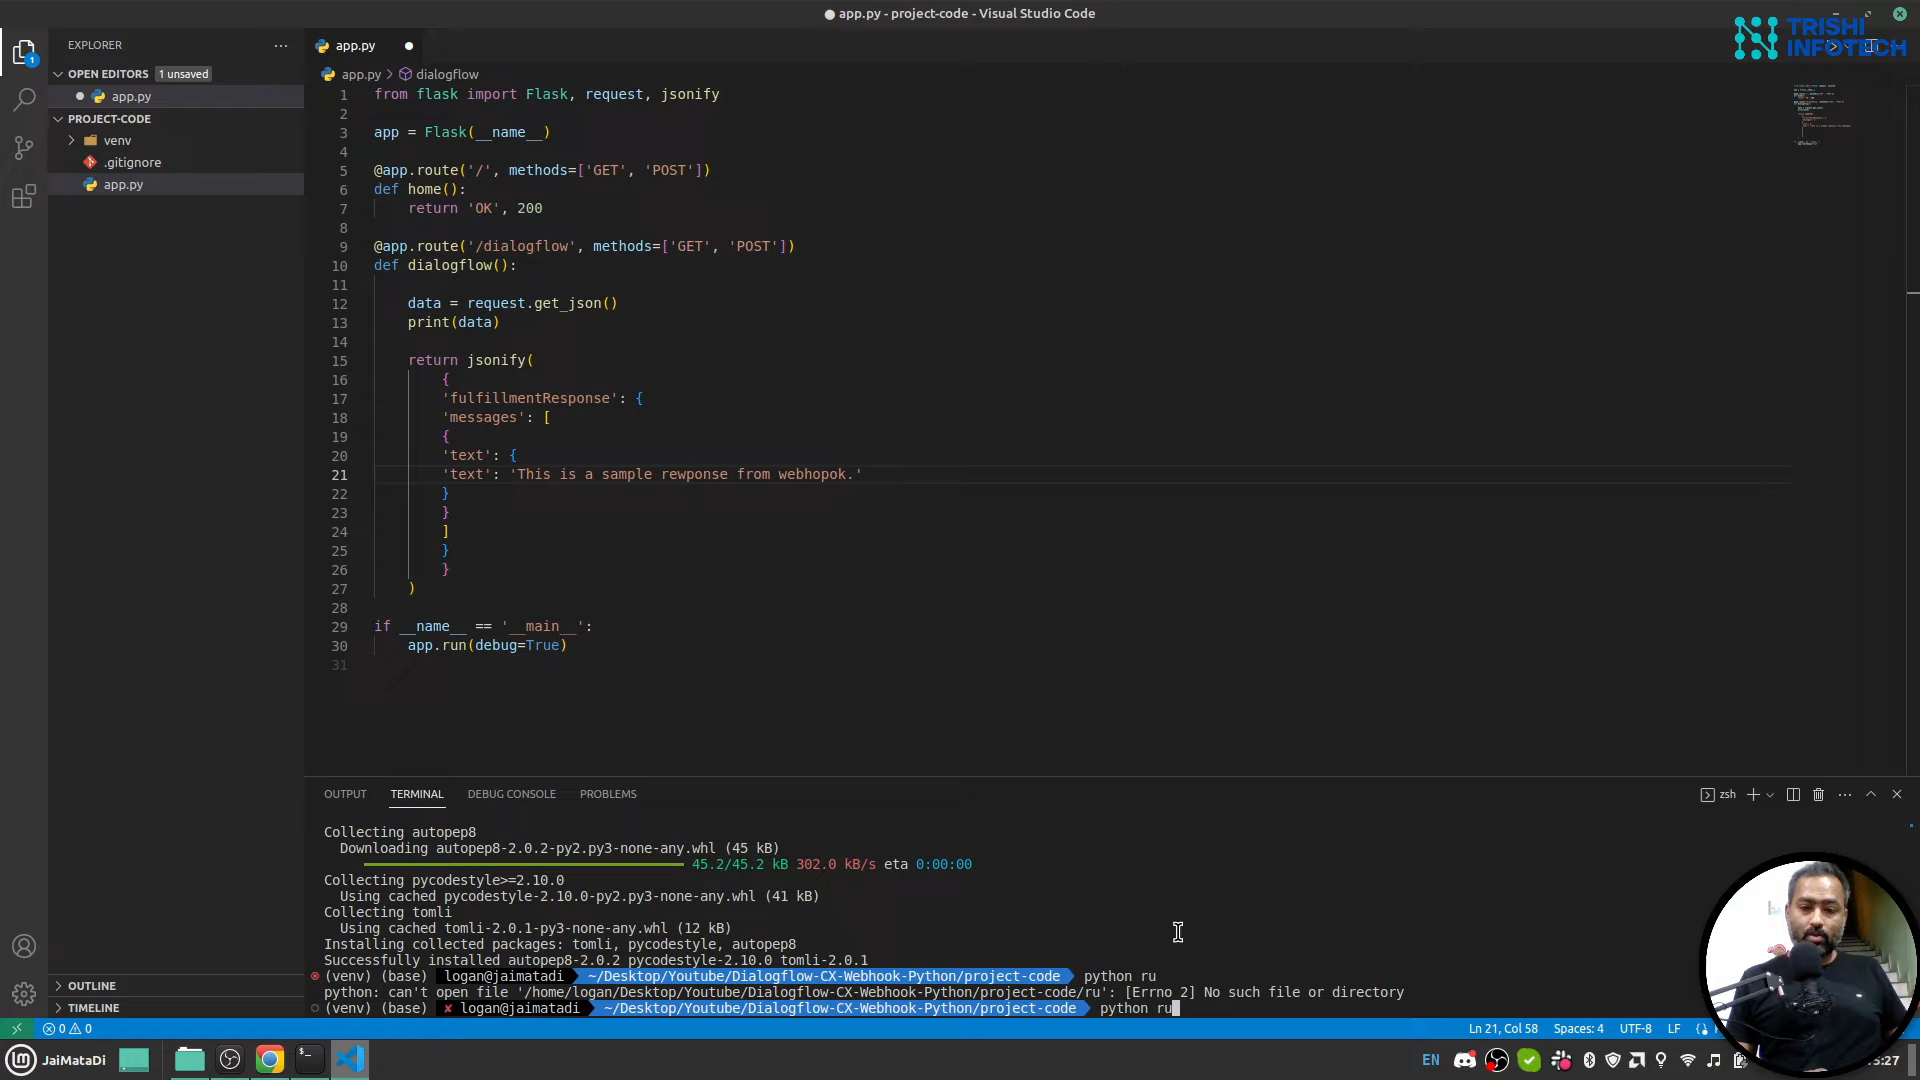 app.py - project-code - Visual Studio Code
TRISHI
INFOTECH
EXPLORER
OPEN EDITORS 1 unsaved
app.py
PROJECT-CODE
venv
.gitignore
app.py
OUTLINE
TIMELINE
app.py
app.py > dialogflow
1 from flask import Flask, request, jsonify
2
3 app = Flask(__name__)
4
5 @app.route('/', methods=['GET', 'POST'])
6 def home():
7 return 'OK', 200
8
9 @app.route('/dialogflow', methods=['GET', 'POST'])
10 def dialogflow():
11
12 data = request.get_json()
13 print(data)
14
15 return jsonify(
16 {
17 'fulfillmentResponse': {
18 'messages': [
19 {
20 'text': {
21 'text': 'This is a sample rewponse from webhopok.'
22 }
23 }
24 ]
25 }
26 }
27 )
28
29 if __name__ == '__main__':
30 app.run(debug=True)
31
OUTPUT TERMINAL DEBUG CONSOLE PROBLEMS
zsh
Collecting autopep8
Downloading autopep8-2.0.2-py2.py3-none-any.whl (45 kB)
45.2/45.2 kB 302.0 kB/s eta 0:00:00
Collecting pycodestyle>=2.10.0
Using cached pycodestyle-2.10.0-py2.py3-none-any.whl (41 kB)
Collecting tomli
Using cached tomli-2.0.1-py3-none-any.whl (12 kB)
Installing collected packages: tomli, pycodestyle, autopep8
Successfully installed autopep8-2.0.2 pycodestyle-2.10.0 tomli-2.0.1
(venv) (base) logan@jaimatadi ~/Desktop/Youtube/Dialogflow-CX-Webhook-Python/project-code python ru
python: can't open file '/home/logan/Desktop/Youtube/Dialogflow-CX-Webhook-Python/project-code/ru': [Errno 2] No such file or directory
(venv) (base) ✘ logan@jaimatadi ~/Desktop/Youtube/Dialogflow-CX-Webhook-Python/project-code python ru
0 0
Ln 21, Col 58 Spaces: 4 UTF-8 LF
JaiMataDi
EN